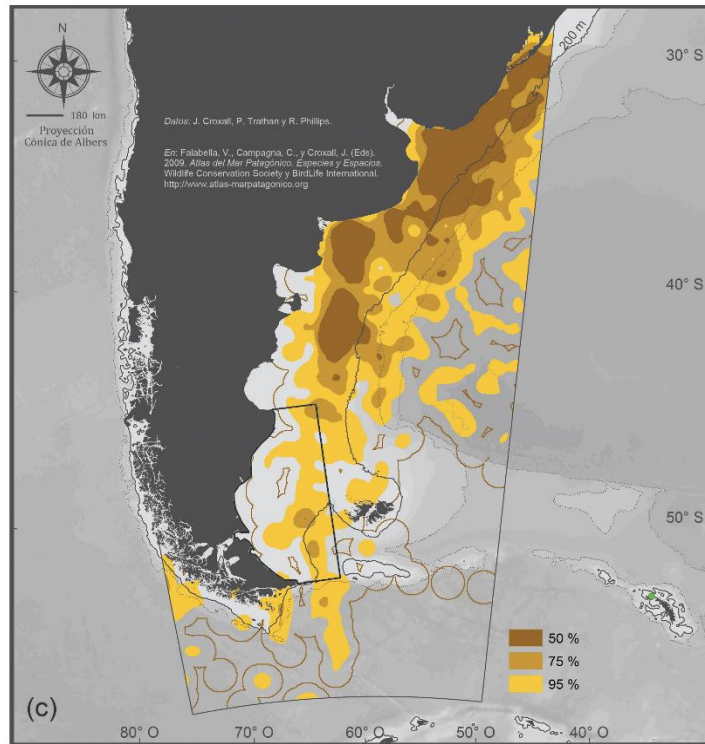 N
180 km
Proyección
Cónica de Albers
200 m
30° S
Datos: J. Croxall, P. Trathan y R. Phillips.
En: Falabella, V., Campagna, C., y Croxall, J. (Eds).
2009. Atlas del Mar Patagónico. Especies y Espacios.
Wildlife Conservation Society y BirdLife International.
http://www.atlas-marpatagonico.org
40° S
50° S
50 %
75 %
95 %
(c)
80° O
70° O
60° O
50° O
40° O